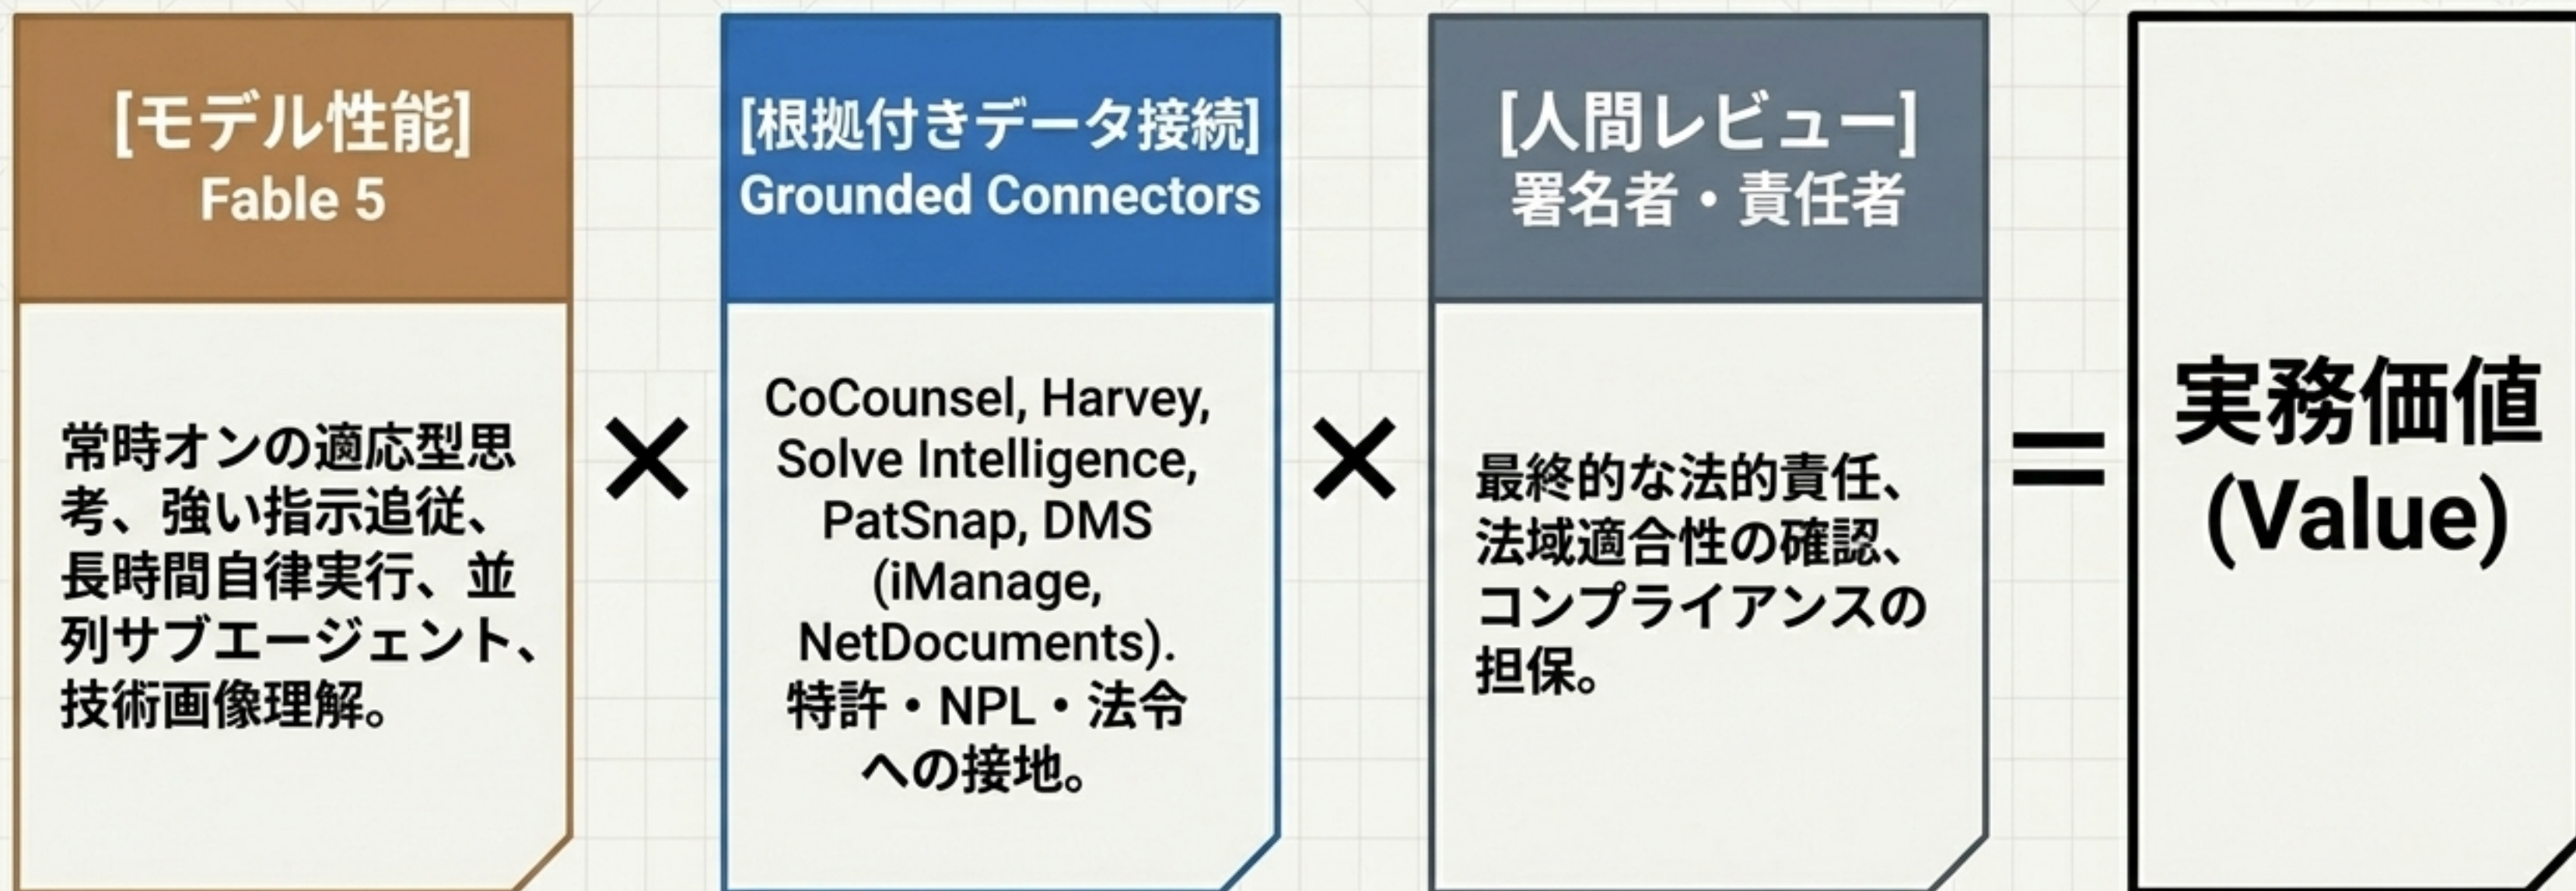 [モデル性能]
Fable 5
常時オンの適応型思
考、強い指示追従、
長時間自律実行、並
列サブエージェント、
技術画像理解。
×
[根拠付きデータ接続]
Grounded Connectors
CoCounsel, Harvey,
Solve Intelligence,
PatSnap, DMS
(iManage,
NetDocuments).
特許・NPL・法令
への接地。
×
[人間レビュー]
署名者・責任者
最終的な法的責任、
法域適合性の確認、
コンプライアンスの
担保。
=
実務価値
(Value)